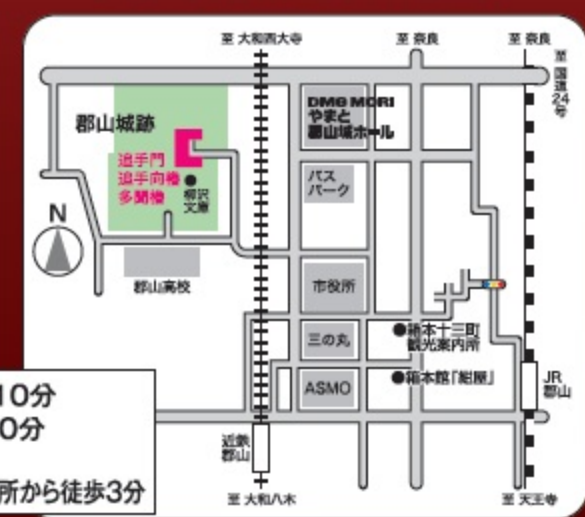 至 大和西大寺
至 奈良
至 奈良
至 国道24号
郡山城跡
DMG MORI
やまと
郡山城ホール
追手門
追手向櫓
多聞櫓
柳沢
文庫
バス
パーク
N
郡山高校
市役所
三の丸
箱本十三町
観光案内所
ASMO
箱本館「紺屋」
JR
郡山
10分
0分
所から徒歩3分
近鉄
郡山
至 大和八木
至 天王寺